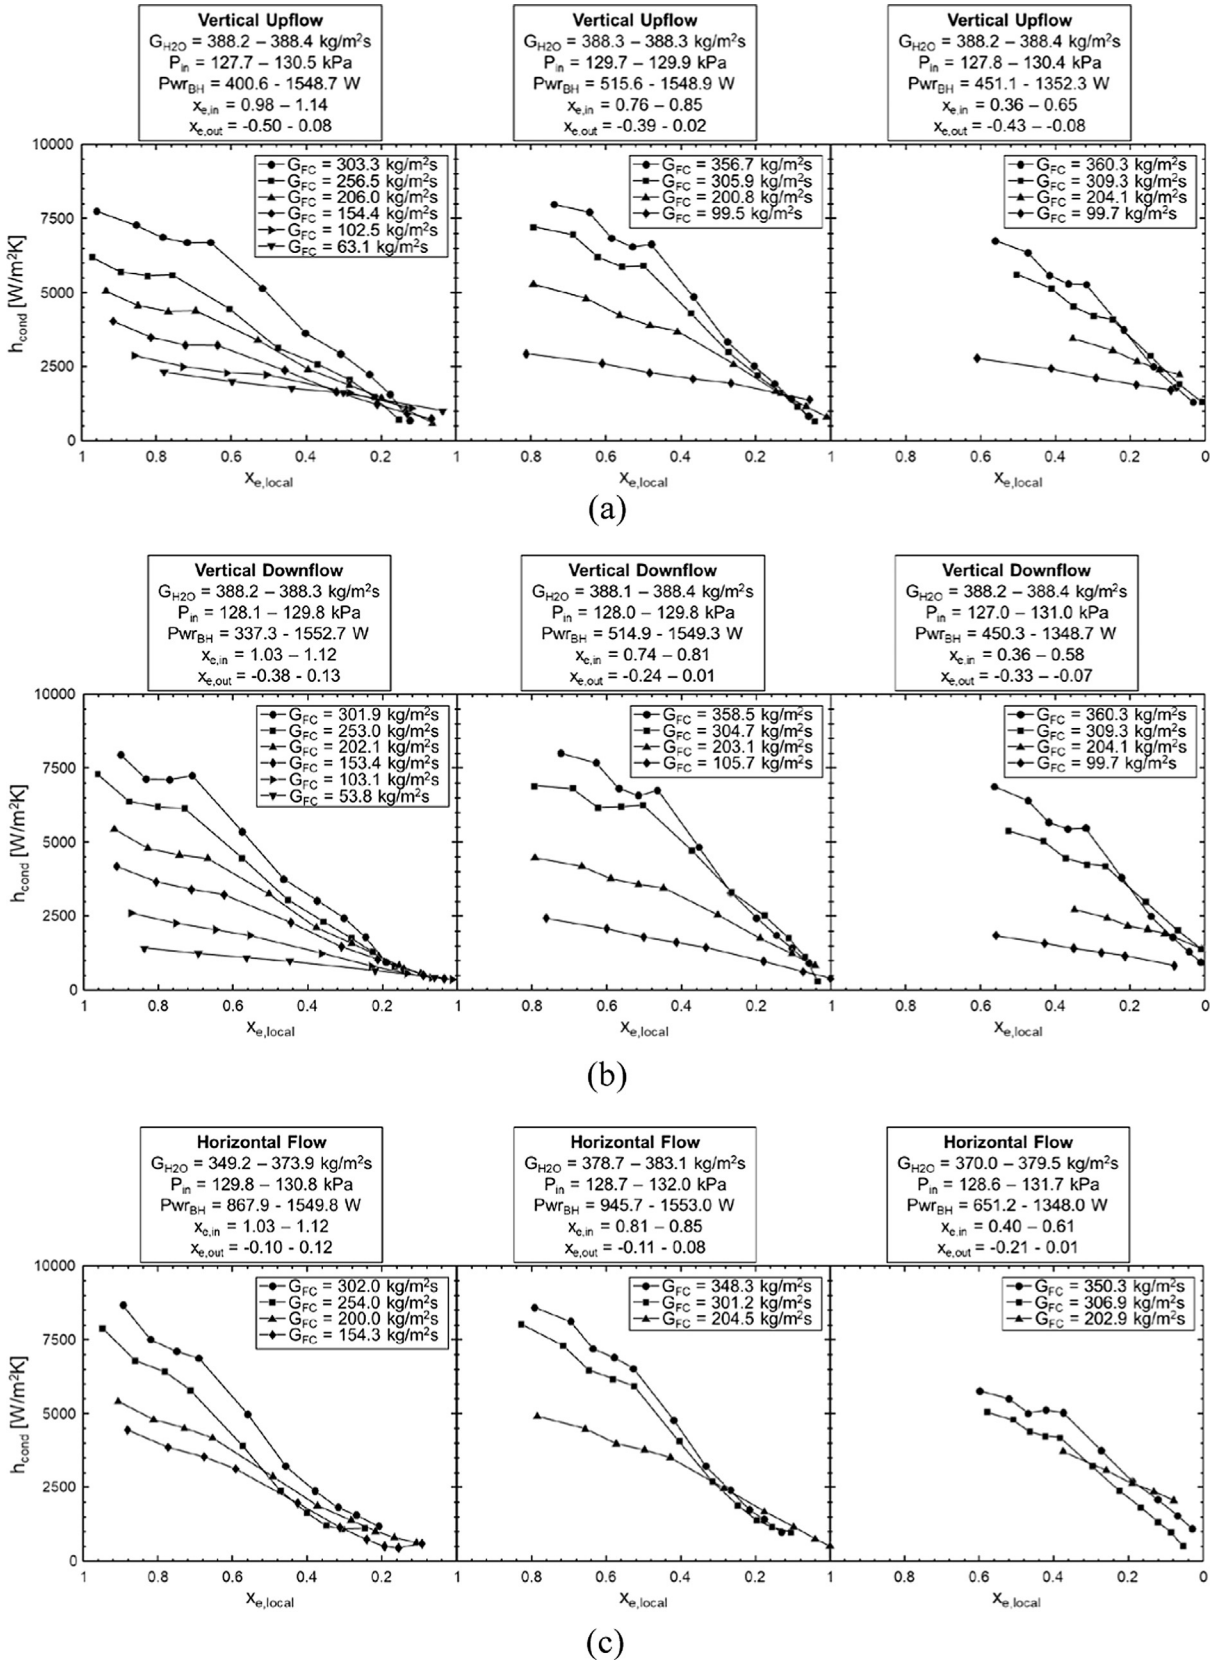 (a)
Vertical Upflow
G_H2O = 388.2 – 388.4 kg/m²s
P_in = 127.7 – 130.5 kPa
Pwr_BH = 400.6 - 1548.7 W
x_e,in = 0.98 – 1.14
x_e,out = -0.50 - 0.08
Vertical Upflow
G_H2O = 388.3 – 388.3 kg/m²s
P_in = 129.7 – 129.9 kPa
Pwr_BH = 515.6 - 1548.9 W
x_e,in = 0.76 – 0.85
x_e,out = -0.39 - 0.02
Vertical Upflow
G_H2O = 388.2 – 388.4 kg/m²s
P_in = 127.8 – 130.4 kPa
Pwr_BH = 451.1 - 1352.3 W
x_e,in = 0.36 – 0.65
x_e,out = -0.43 – -0.08
10000
7500
5000
2500
0
h_cond [W/m²K]
G_FC = 303.3 kg/m²s
G_FC = 256.5 kg/m²s
G_FC = 206.0 kg/m²s
G_FC = 154.4 kg/m²s
G_FC = 102.5 kg/m²s
G_FC = 63.1 kg/m²s
G_FC = 356.7 kg/m²s
G_FC = 305.9 kg/m²s
G_FC = 200.8 kg/m²s
G_FC = 99.5 kg/m²s
G_FC = 360.3 kg/m²s
G_FC = 309.3 kg/m²s
G_FC = 204.1 kg/m²s
G_FC = 99.7 kg/m²s
1 0.8 0.6 0.4 0.2 1 0.8 0.6 0.4 0.2 1 0.8 0.6 0.4 0.2 0
x_e,local x_e,local x_e,local
(a)
Vertical Downflow
G_H2O = 388.2 – 388.3 kg/m²s
P_in = 128.1 – 129.8 kPa
Pwr_BH = 337.3 - 1552.7 W
x_e,in = 1.03 – 1.12
x_e,out = -0.38 - 0.13
Vertical Downflow
G_H2O = 388.1 – 388.4 kg/m²s
P_in = 128.0 – 129.8 kPa
Pwr_BH = 514.9 - 1549.3 W
x_e,in = 0.74 – 0.81
x_e,out = -0.24 – 0.01
Vertical Downflow
G_H2O = 388.2 – 388.4 kg/m²s
P_in = 127.0 – 131.0 kPa
Pwr_BH = 450.3 - 1348.7 W
x_e,in = 0.36 – 0.58
x_e,out = -0.33 – -0.07
10000
7500
5000
2500
0
h_cond [W/m²K]
G_FC = 301.9 kg/m²s
G_FC = 253.0 kg/m²s
G_FC = 202.1 kg/m²s
G_FC = 153.4 kg/m²s
G_FC = 103.1 kg/m²s
G_FC = 53.8 kg/m²s
G_FC = 358.5 kg/m²s
G_FC = 304.7 kg/m²s
G_FC = 203.1 kg/m²s
G_FC = 105.7 kg/m²s
G_FC = 360.3 kg/m²s
G_FC = 309.3 kg/m²s
G_FC = 204.1 kg/m²s
G_FC = 99.7 kg/m²s
1 0.8 0.6 0.4 0.2 1 0.8 0.6 0.4 0.2 1 0.8 0.6 0.4 0.2 0
x_e,local x_e,local x_e,local
(b)
Horizontal Flow
G_H2O = 349.2 – 373.9 kg/m²s
P_in = 129.8 – 130.8 kPa
Pwr_BH = 867.9 - 1549.8 W
x_e,in = 1.03 – 1.12
x_e,out = -0.10 - 0.12
Horizontal Flow
G_H2O = 378.7 – 383.1 kg/m²s
P_in = 128.7 – 132.0 kPa
Pwr_BH = 945.7 - 1553.0 W
x_e,in = 0.81 – 0.85
x_e,out = -0.11 - 0.08
Horizontal Flow
G_H2O = 370.0 – 379.5 kg/m²s
P_in = 128.6 – 131.7 kPa
Pwr_BH = 651.2 - 1348.0 W
x_e,in = 0.40 – 0.61
x_e,out = -0.21 - 0.01
10000
7500
5000
2500
0
h_cond [W/m²K]
G_FC = 302.0 kg/m²s
G_FC = 254.0 kg/m²s
G_FC = 200.0 kg/m²s
G_FC = 154.3 kg/m²s
G_FC = 348.3 kg/m²s
G_FC = 301.2 kg/m²s
G_FC = 204.5 kg/m²s
G_FC = 350.3 kg/m²s
G_FC = 306.9 kg/m²s
G_FC = 202.9 kg/m²s
1 0.8 0.6 0.4 0.2 1 0.8 0.6 0.4 0.2 1 0.8 0.6 0.4 0.2 0
x_e,local x_e,local x_e,local
(c)